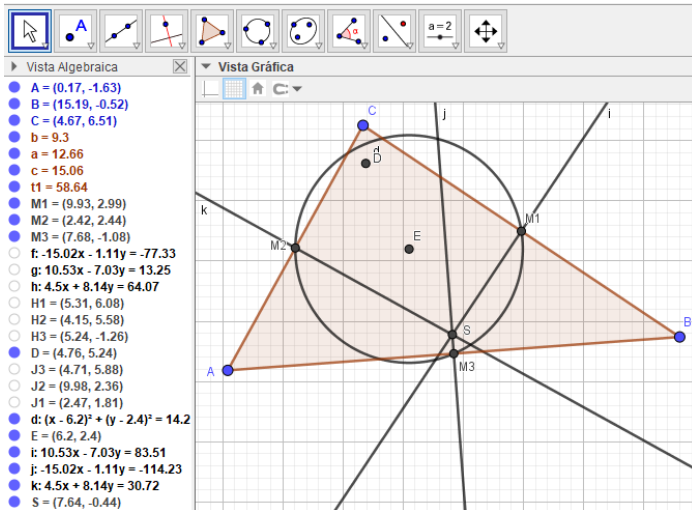 A
α
a=2
Vista Algebraica
Vista Gráfica
A = (0.17, -1.63)
B = (15.19, -0.52)
C = (4.67, 6.51)
b = 9.3
a = 12.66
c = 15.06
t1 = 58.64
M1 = (9.93, 2.99)
M2 = (2.42, 2.44)
M3 = (7.68, -1.08)
f: -15.02x - 1.11y = -77.33
g: 10.53x - 7.03y = 13.25
h: 4.5x + 8.14y = 64.07
H1 = (5.31, 6.08)
H2 = (4.15, 5.58)
H3 = (5.24, -1.26)
D = (4.76, 5.24)
J3 = (4.71, 5.88)
J2 = (9.98, 2.36)
J1 = (2.47, 1.81)
d: (x - 6.2)² + (y - 2.4)² = 14.2
E = (6.2, 2.4)
i: 10.53x - 7.03y = 83.51
j: -15.02x - 1.11y = -114.23
k: 4.5x + 8.14y = 30.72
S = (7.64, -0.44)
C
j
i
d
D
k
M1
E
M2
S
B
M3
A